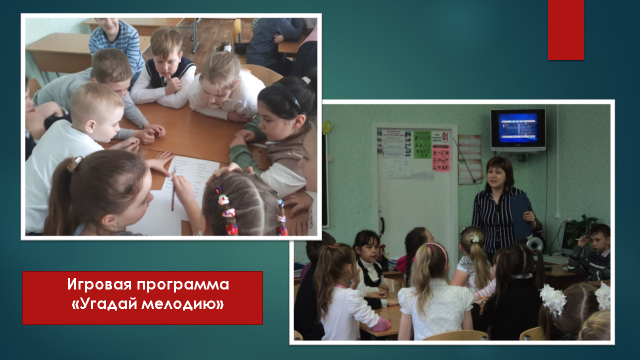 Игровая программа
«Угадай мелодию»